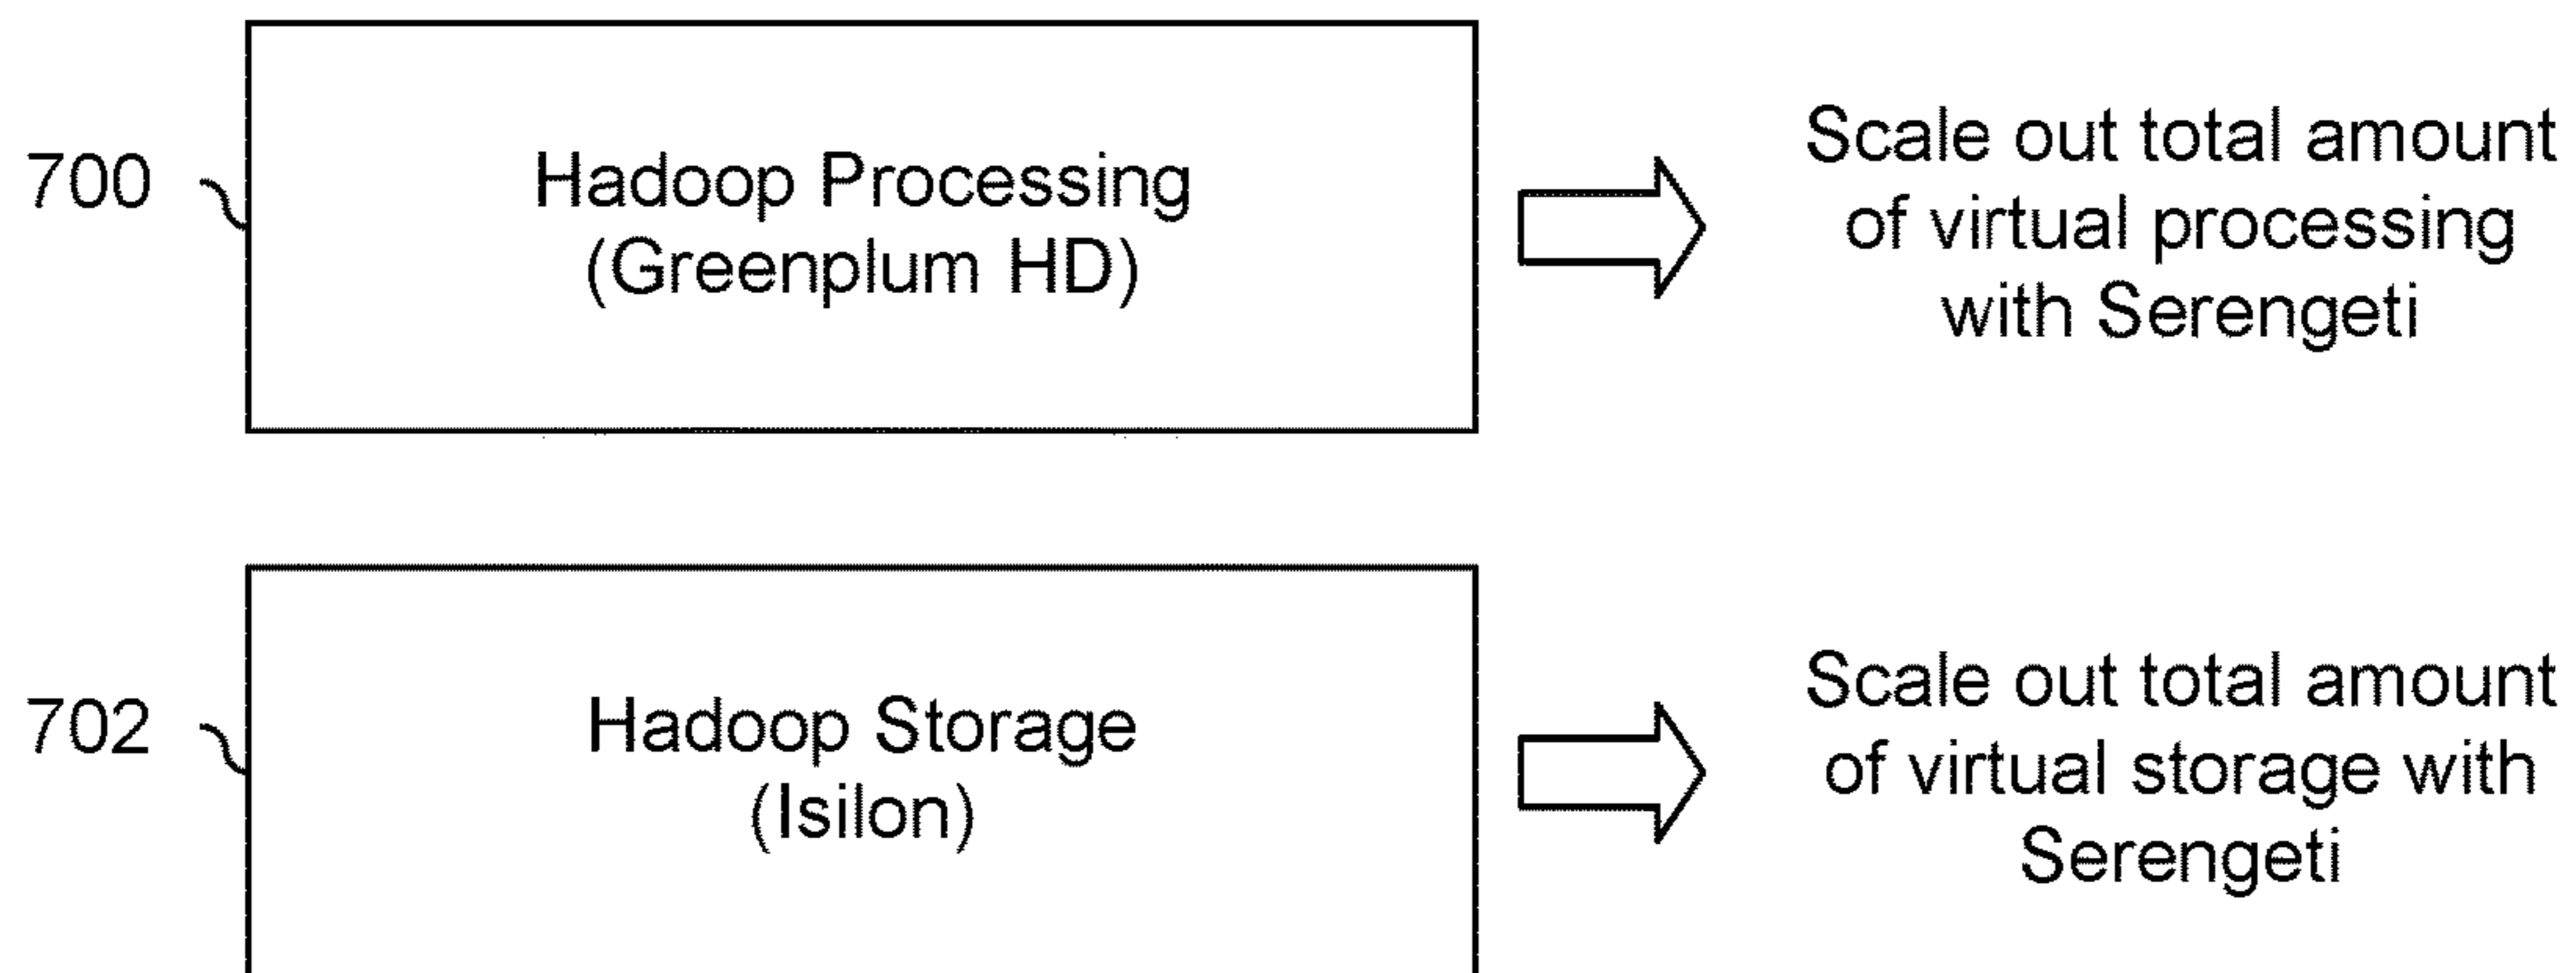 700
Hadoop Processing
(Greenplum HD)
Scale out total amount
of virtual processing
with Serengeti
702
Hadoop Storage
(Isilon)
Scale out total amount
of virtual storage with
Serengeti